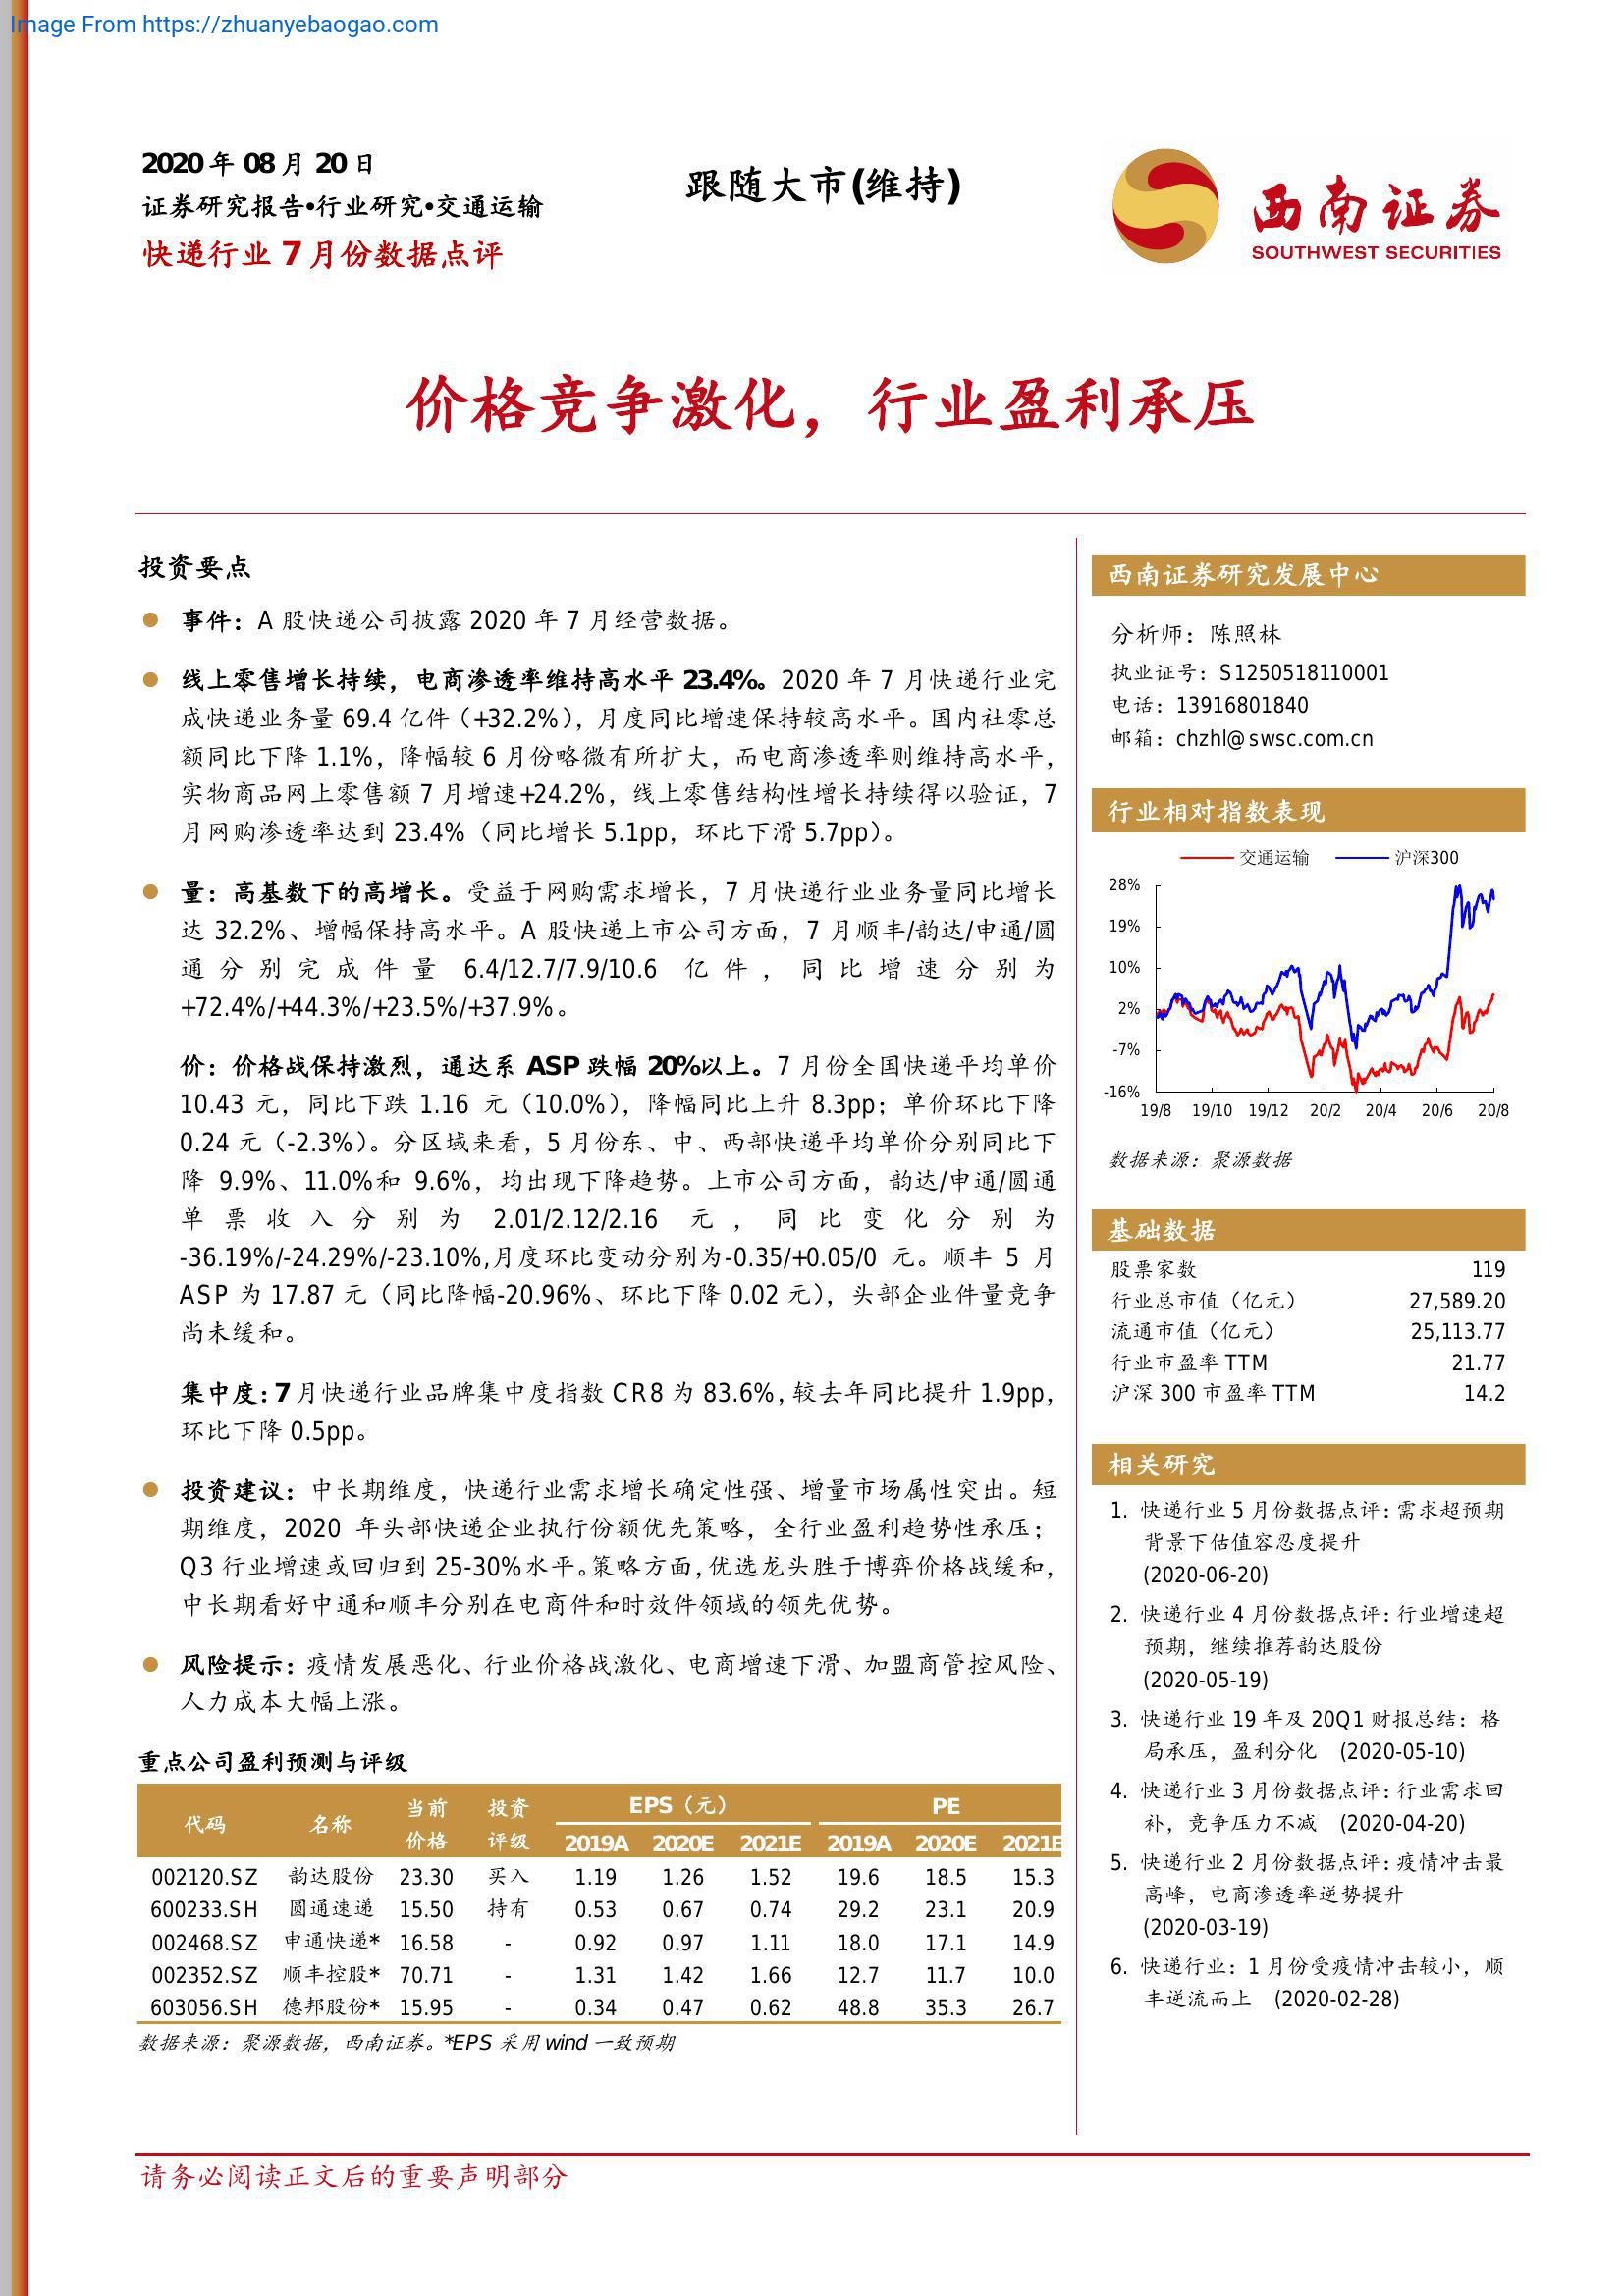 Image From https://zhuanyebaogao.com
2020 年 08 月 20 日
证券研究报告•行业研究•交通运输
快递行业 7 月份数据点评
跟随大市(维持)
西南证券
SOUTHWEST SECURITIES
价格竞争激化，行业盈利承压
投资要点
事件：A 股快递公司披露 2020 年 7 月经营数据。
线上零售增长持续，电商渗透率维持高水平 23.4%。2020 年 7 月快递行业完
成快递业务量 69.4 亿件（+32.2%），月度同比增速保持较高水平。国内社零总
额同比下降 1.1%，降幅较 6 月份略微有所扩大，而电商渗透率则维持高水平，
实物商品网上零售额 7 月增速+24.2%，线上零售结构性增长持续得以验证，7
月网购渗透率达到 23.4%（同比增长 5.1pp，环比下滑 5.7pp）。
量：高基数下的高增长。受益于网购需求增长，7 月快递行业业务量同比增长
达 32.2%、增幅保持高水平。A 股快递上市公司方面，7 月顺丰/韵达/申通/圆
通分别完成件量 6.4/12.7/7.9/10.6 亿件，同比增速分别为
+72.4%/+44.3%/+23.5%/+37.9%。
价：价格战保持激烈，通达系 ASP 跌幅 20%以上。7 月份全国快递平均单价
10.43 元，同比下跌 1.16 元（10.0%），降幅同比上升 8.3pp；单价环比下降
0.24 元（-2.3%）。分区域来看，5 月份东、中、西部快递平均单价分别同比下
降 9.9%、11.0%和 9.6%，均出现下降趋势。上市公司方面，韵达/申通/圆通
单票收入分别为 2.01/2.12/2.16 元，同比变化分别为
-36.19%/-24.29%/-23.10%,月度环比变动分别为-0.35/+0.05/0 元。顺丰 5 月
ASP 为 17.87 元（同比降幅-20.96%、环比下降 0.02 元），头部企业件量竞争
尚未缓和。
集中度：7 月快递行业品牌集中度指数 CR8 为 83.6%，较去年同比提升 1.9pp，
环比下降 0.5pp。
投资建议：中长期维度，快递行业需求增长确定性强、增量市场属性突出。短
期维度，2020 年头部快递企业执行份额优先策略，全行业盈利趋势性承压；
Q3 行业增速或回归到 25-30%水平。策略方面，优选龙头胜于博弈价格战缓和，
中长期看好中通和顺丰分别在电商件和时效件领域的领先优势。
风险提示：疫情发展恶化、行业价格战激化、电商增速下滑、加盟商管控风险、
人力成本大幅上涨。
重点公司盈利预测与评级
代码 名称 当前价格 投资评级 EPS（元） PE
2019A 2020E 2021E 2019A 2020E 2021E
002120.SZ 韵达股份 23.30 买入 1.19 1.26 1.52 19.6 18.5 15.3
600233.SH 圆通速递 15.50 持有 0.53 0.67 0.74 29.2 23.1 20.9
002468.SZ 申通快递* 16.58 - 0.92 0.97 1.11 18.0 17.1 14.9
002352.SZ 顺丰控股* 70.71 - 1.31 1.42 1.66 12.7 11.7 10.0
603056.SH 德邦股份* 15.95 - 0.34 0.47 0.62 48.8 35.3 26.7
数据来源：聚源数据，西南证券。*EPS 采用 wind 一致预期
西南证券研究发展中心
分析师：陈照林
执业证号：S1250518110001
电话：13916801840
邮箱：chzhl@swsc.com.cn
行业相对指数表现
交通运输 沪深300
28%
19%
10%
2%
-7%
-16%
19/8 19/10 19/12 20/2 20/4 20/6 20/8
数据来源：聚源数据
基础数据
股票家数 119
行业总市值（亿元） 27,589.20
流通市值（亿元） 25,113.77
行业市盈率 TTM 21.77
沪深 300 市盈率 TTM 14.2
相关研究
1. 快递行业 5 月份数据点评：需求超预期
背景下估值容忍度提升
(2020-06-20)
2. 快递行业 4 月份数据点评：行业增速超
预期，继续推荐韵达股份
(2020-05-19)
3. 快递行业 19 年及 20Q1 财报总结：格
局承压，盈利分化 (2020-05-10)
4. 快递行业 3 月份数据点评：行业需求回
补，竞争压力不减 (2020-04-20)
5. 快递行业 2 月份数据点评：疫情冲击最
高峰，电商渗透率逆势提升
(2020-03-19)
6. 快递行业：1 月份受疫情冲击较小，顺
丰逆流而上 (2020-02-28)
请务必阅读正文后的重要声明部分